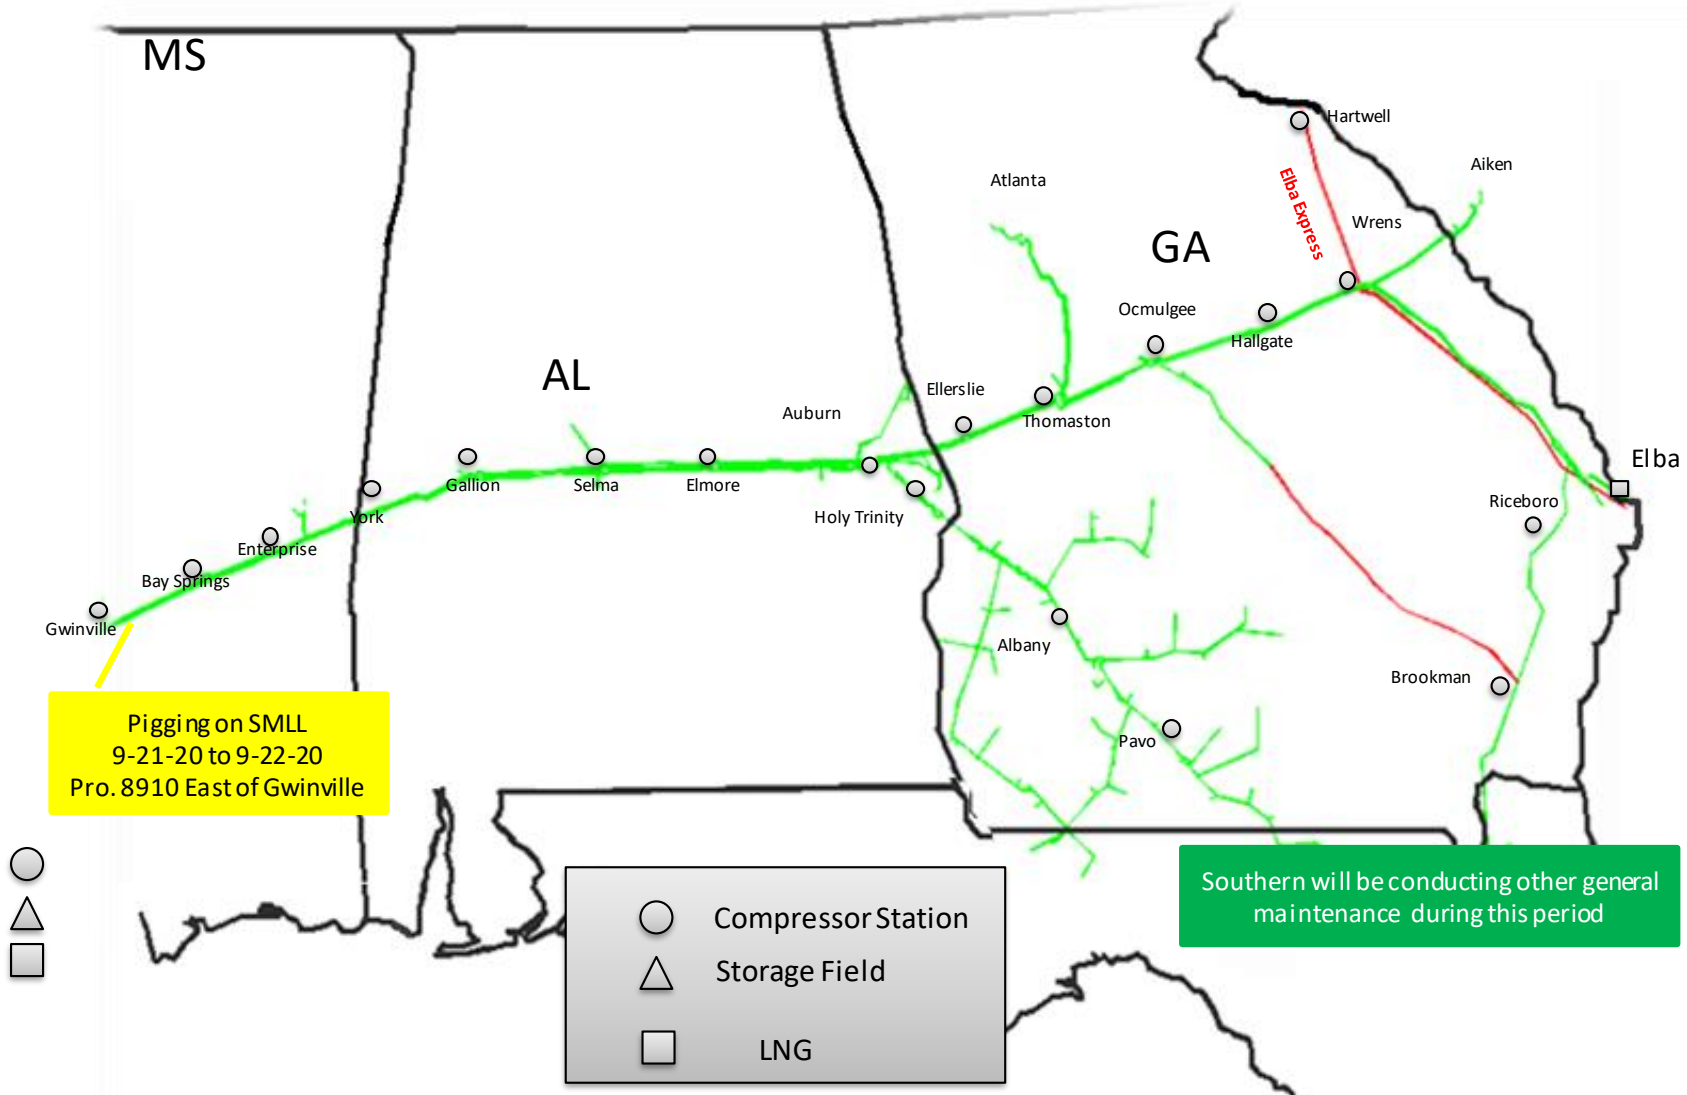 MS
Hartwell
Aiken
Atlanta
Elba Express
Wrens
GA
Ocmulgee
Hallgate
AL
Ellerslie
Auburn
Thomaston
Elba
Gallion
Selma
Elmore
Riceboro
York
Holy Trinity
Enterprise
Bay Springs
Gwinville
Albany
Brookman
Pavo
Pigging on SMLL
9-21-20 to 9-22-20
Pro. 8910 East of Gwinville
Southern will be conducting other general
maintenance during this period
Compressor Station
Storage Field
LNG